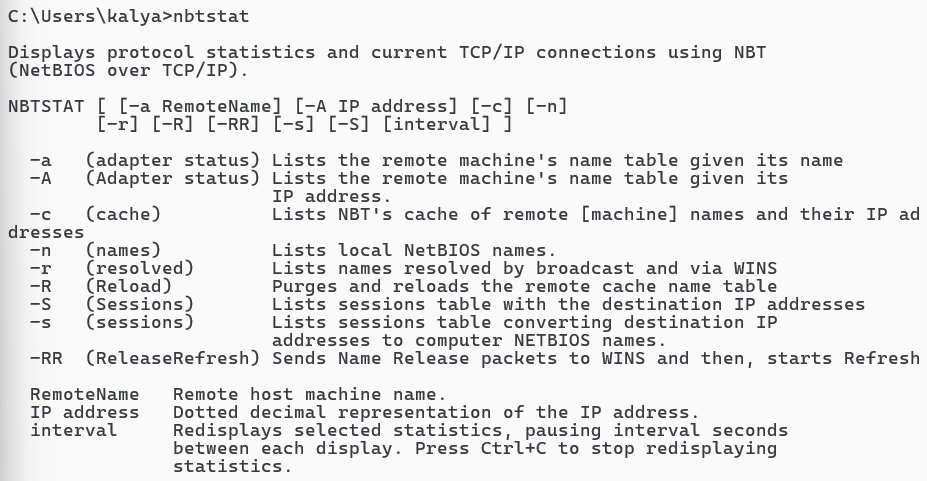 C:\Users\kalya>nbtstat
Displays protocol statistics and current TCP/IP connections using NBT
(NetBIOS over TCP/IP).
NBTSTAT [ [-a RemoteName] [-A IP address] [-c] [-n]
[-r] [-R] [-RR] [-s] [-S] [interval] ]
-a (adapter status) Lists the remote machine's name table given its name
-A (Adapter status) Lists the remote machine's name table given its
IP address.
-c (cache) Lists NBT's cache of remote [machine] names and their IP ad
dresses
-n (names) Lists local NetBIOS names.
-r (resolved) Lists names resolved by broadcast and via WINS
-R (Reload) Purges and reloads the remote cache name table
-S (Sessions) Lists sessions table with the destination IP addresses
-s (sessions) Lists sessions table converting destination IP
addresses to computer NETBIOS names.
-RR (ReleaseRefresh) Sends Name Release packets to WINS and then, starts Refresh
RemoteName Remote host machine name.
IP address Dotted decimal representation of the IP address.
interval Redisplays selected statistics, pausing interval seconds
between each display. Press Ctrl+C to stop redisplaying
statistics.